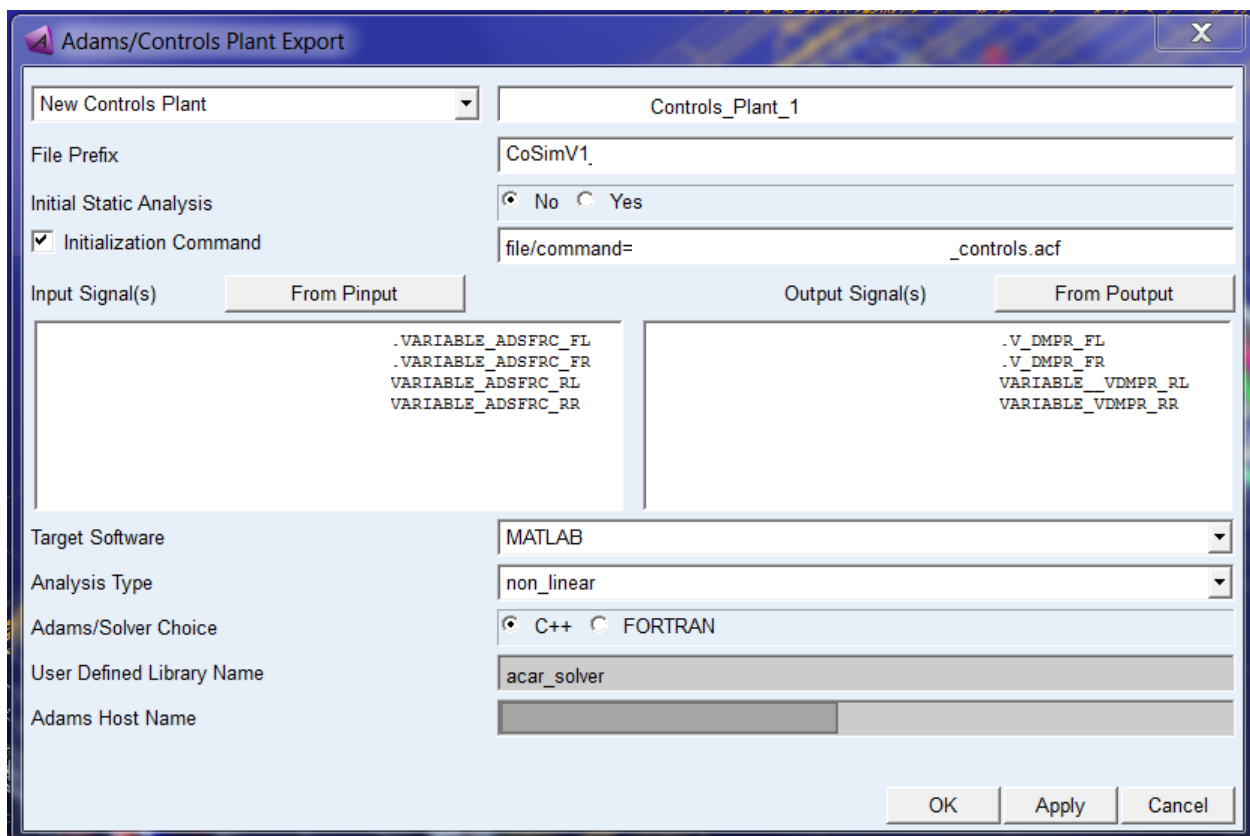 Adams/Controls Plant Export
X
New Controls Plant Controls_Plant_1
File Prefix CoSimV1
Initial Static Analysis No Yes
Initialization Command file/command= _controls.acf
Input Signal(s) From Pinput Output Signal(s) From Poutput
.VARIABLE_ADSFRC_FL .V_DMPR_FL
.VARIABLE_ADSFRC_FR .V_DMPR_FR
VARIABLE_ADSFRC_RL VARIABLE__VDMPR_RL
VARIABLE_ADSFRC_RR VARIABLE_VDMPR_RR
Target Software MATLAB
Analysis Type non_linear
Adams/Solver Choice C++ FORTRAN
User Defined Library Name acar_solver
Adams Host Name
OK Apply Cancel